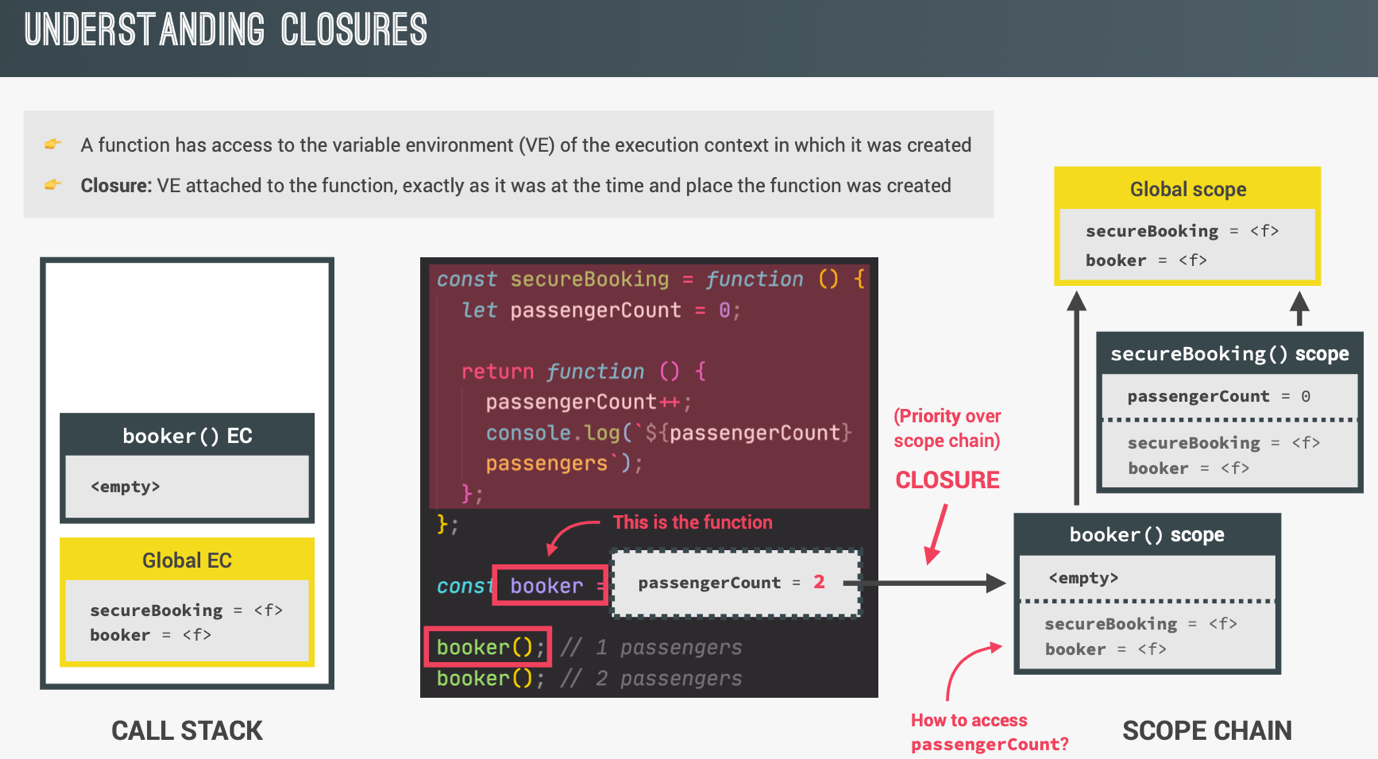 UNDERSTANDING CLOSURES
👉 A function has access to the variable environment (VE) of the execution context in which it was created
👉 Closure: VE attached to the function, exactly as it was at the time and place the function was created
booker() EC
<empty>
Global EC
secureBooking = <f>
booker = <f>
CALL STACK
const secureBooking = function () {
let passengerCount = 0;
return function () {
passengerCount++;
console.log(`${passengerCount}
passengers`);
};
};
This is the function
const booker =
passengerCount = 2
booker(); // 1 passengers
booker(); // 2 passengers
(Priority over
scope chain)
CLOSURE
Global scope
secureBooking = <f>
booker = <f>
secureBooking() scope
passengerCount = 0
secureBooking = <f>
booker = <f>
booker() scope
<empty>
secureBooking = <f>
booker = <f>
How to access
passengerCount?
SCOPE CHAIN